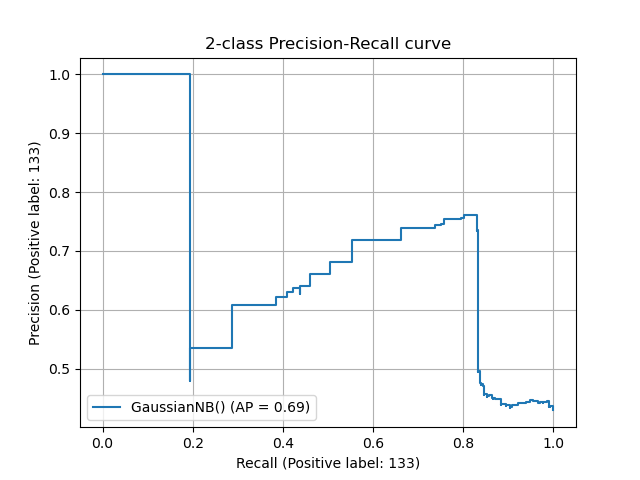 2-class Precision-Recall curve
1.0
0.9
0.8
0.7
0.6
0.5
Precision (Positive label: 133)
GaussianNB() (AP = 0.69)
0.0 0.2 0.4 0.6 0.8 1.0
Recall (Positive label: 133)